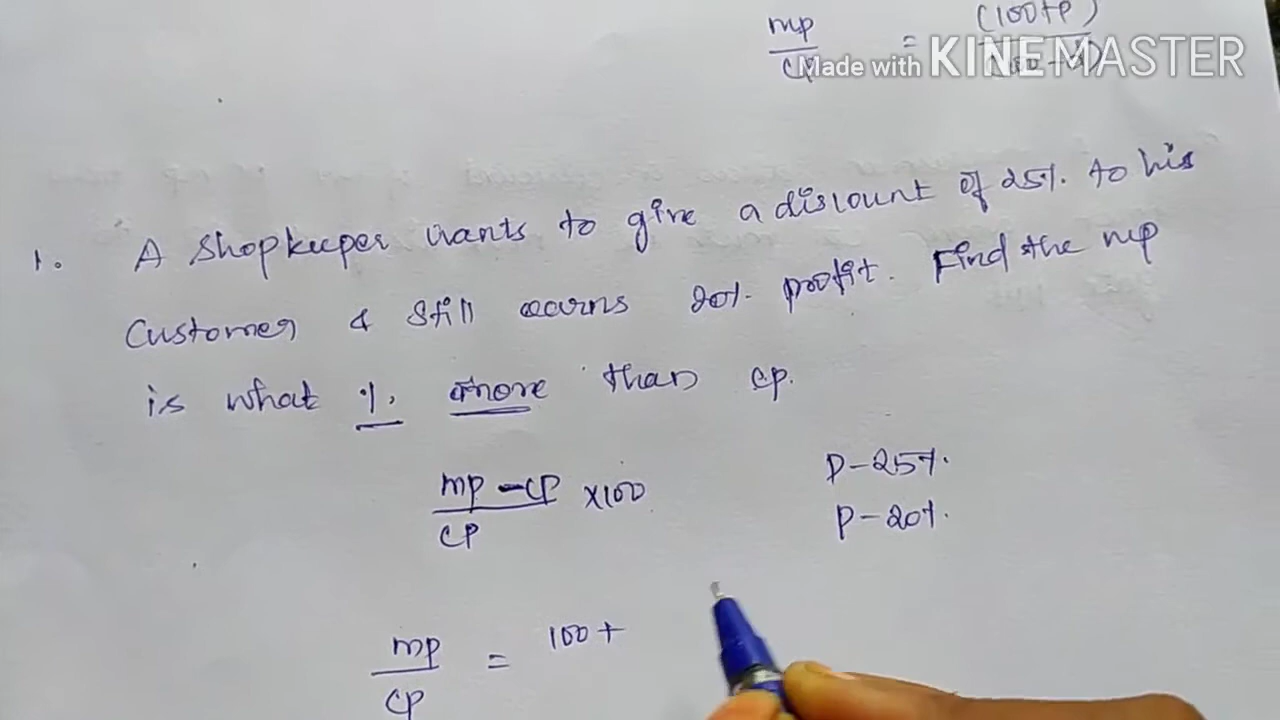 mp = (100+P)
CP (100-D)
Made with KINEMASTER
1. A Shopkeeper wants to give a discount of 25%. to his
Customer & Still earns 20%. profit. Find the mp
is what %. more than cp.
mp - CP ×100
CP
D-25%.
P-20%.
mp = 100+
CP